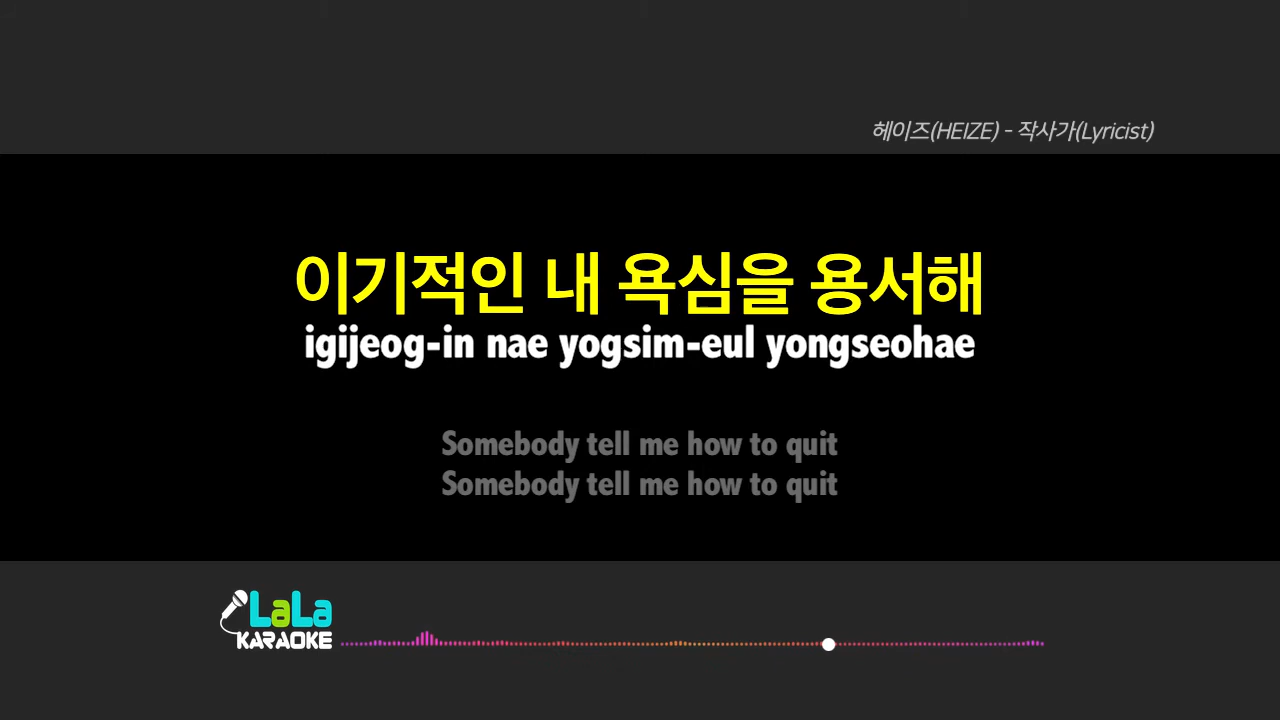 헤이즈(HEIZE) - 작사가(Lyricist)
이기적인 내 욕심을 용서해
igijeog-in nae yogsim-eul yongseohae
Somebody tell me how to quit
Somebody tell me how to quit
LaLa
KARAOKE